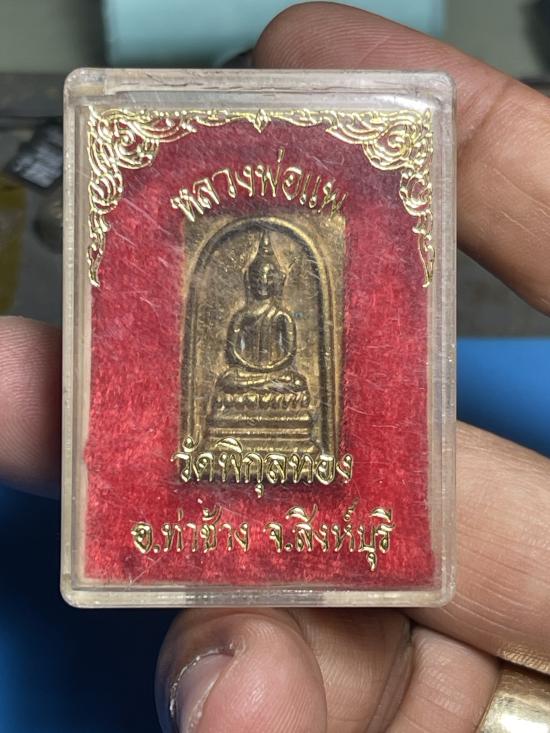 หลวงพ่อแพ
วัดพิกุลทอง
อ.ท่าช้าง จ.สิงห์บุรี